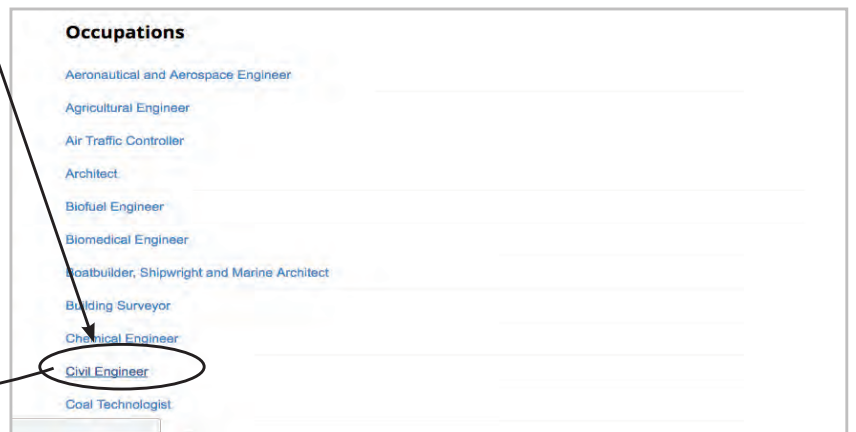 Occupations
Aeronautical and Aerospace Engineer
Agricultural Engineer
Air Traffic Controller
Architect
Biofuel Engineer
Biomedical Engineer
Boatbuilder, Shipwright and Marine Architect
Building Surveyor
Chemical Engineer
Civil Engineer
Coal Technologist